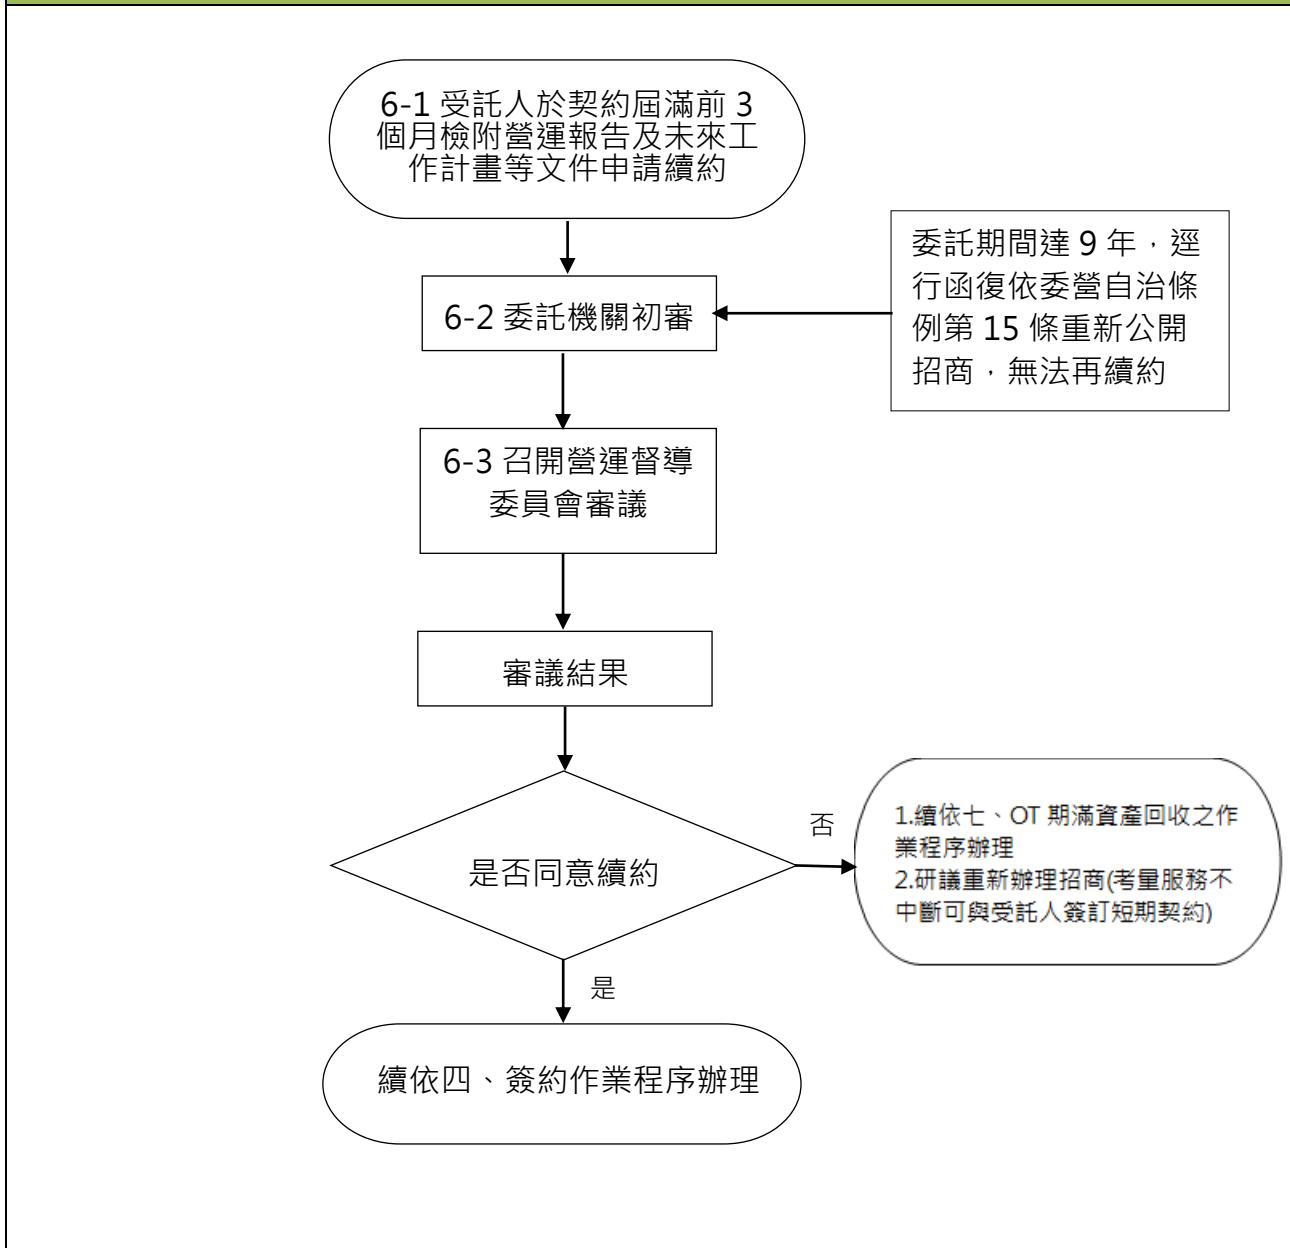 6-1 受託人於契約屆滿前 3
個月檢附營運報告及未來工
作計畫等文件申請續約
委託期間達 9 年，逕
行函復依委營自治條
例第 15 條重新公開
招商，無法再續約
6-2 委託機關初審
6-3 召開營運督導
委員會審議
審議結果
是否同意續約
否
1.續依七、OT 期滿資產回收之作
業程序辦理
2.研議重新辦理招商(考量服務不
中斷可與受託人簽訂短期契約)
是
續依四、簽約作業程序辦理